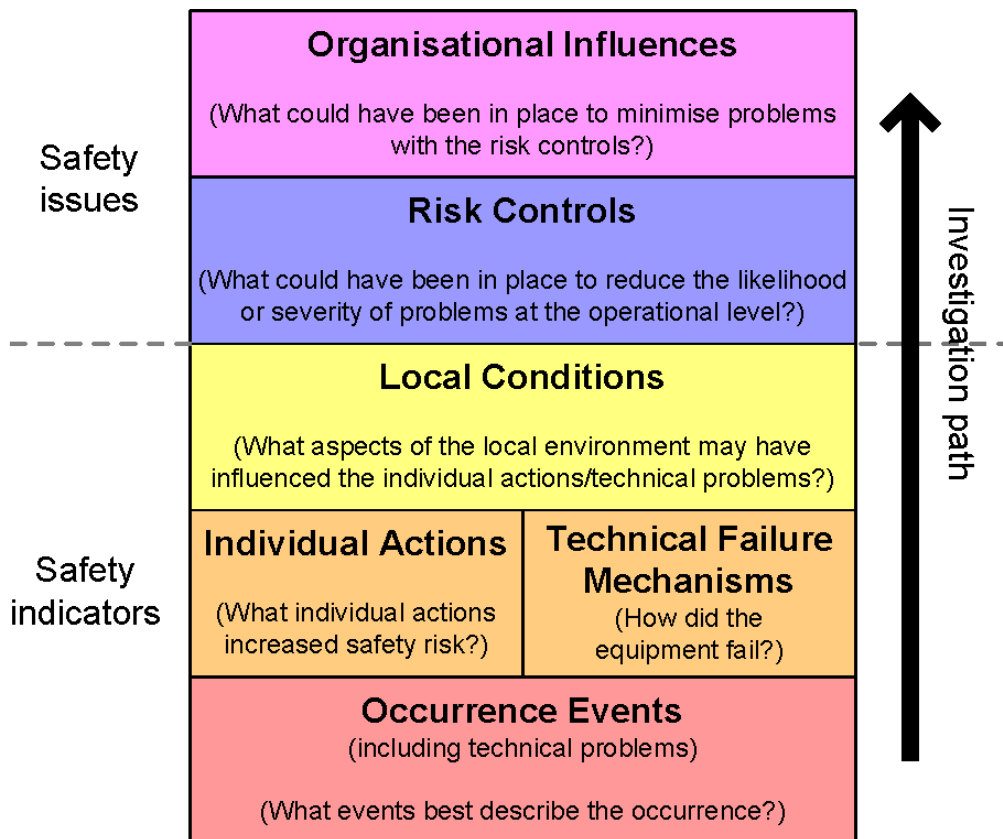 Organisational Influences
(What could have been in place to minimise problems
with the risk controls?)
Safety
issues
Risk Controls
(What could have been in place to reduce the likelihood
or severity of problems at the operational level?)
Investigation path
Local Conditions
(What aspects of the local environment may have
influenced the individual actions/technical problems?)
Safety
indicators
Individual Actions
(What individual actions
increased safety risk?)
Technical Failure
Mechanisms
(How did the
equipment fail?)
Occurrence Events
(including technical problems)
(What events best describe the occurrence?)